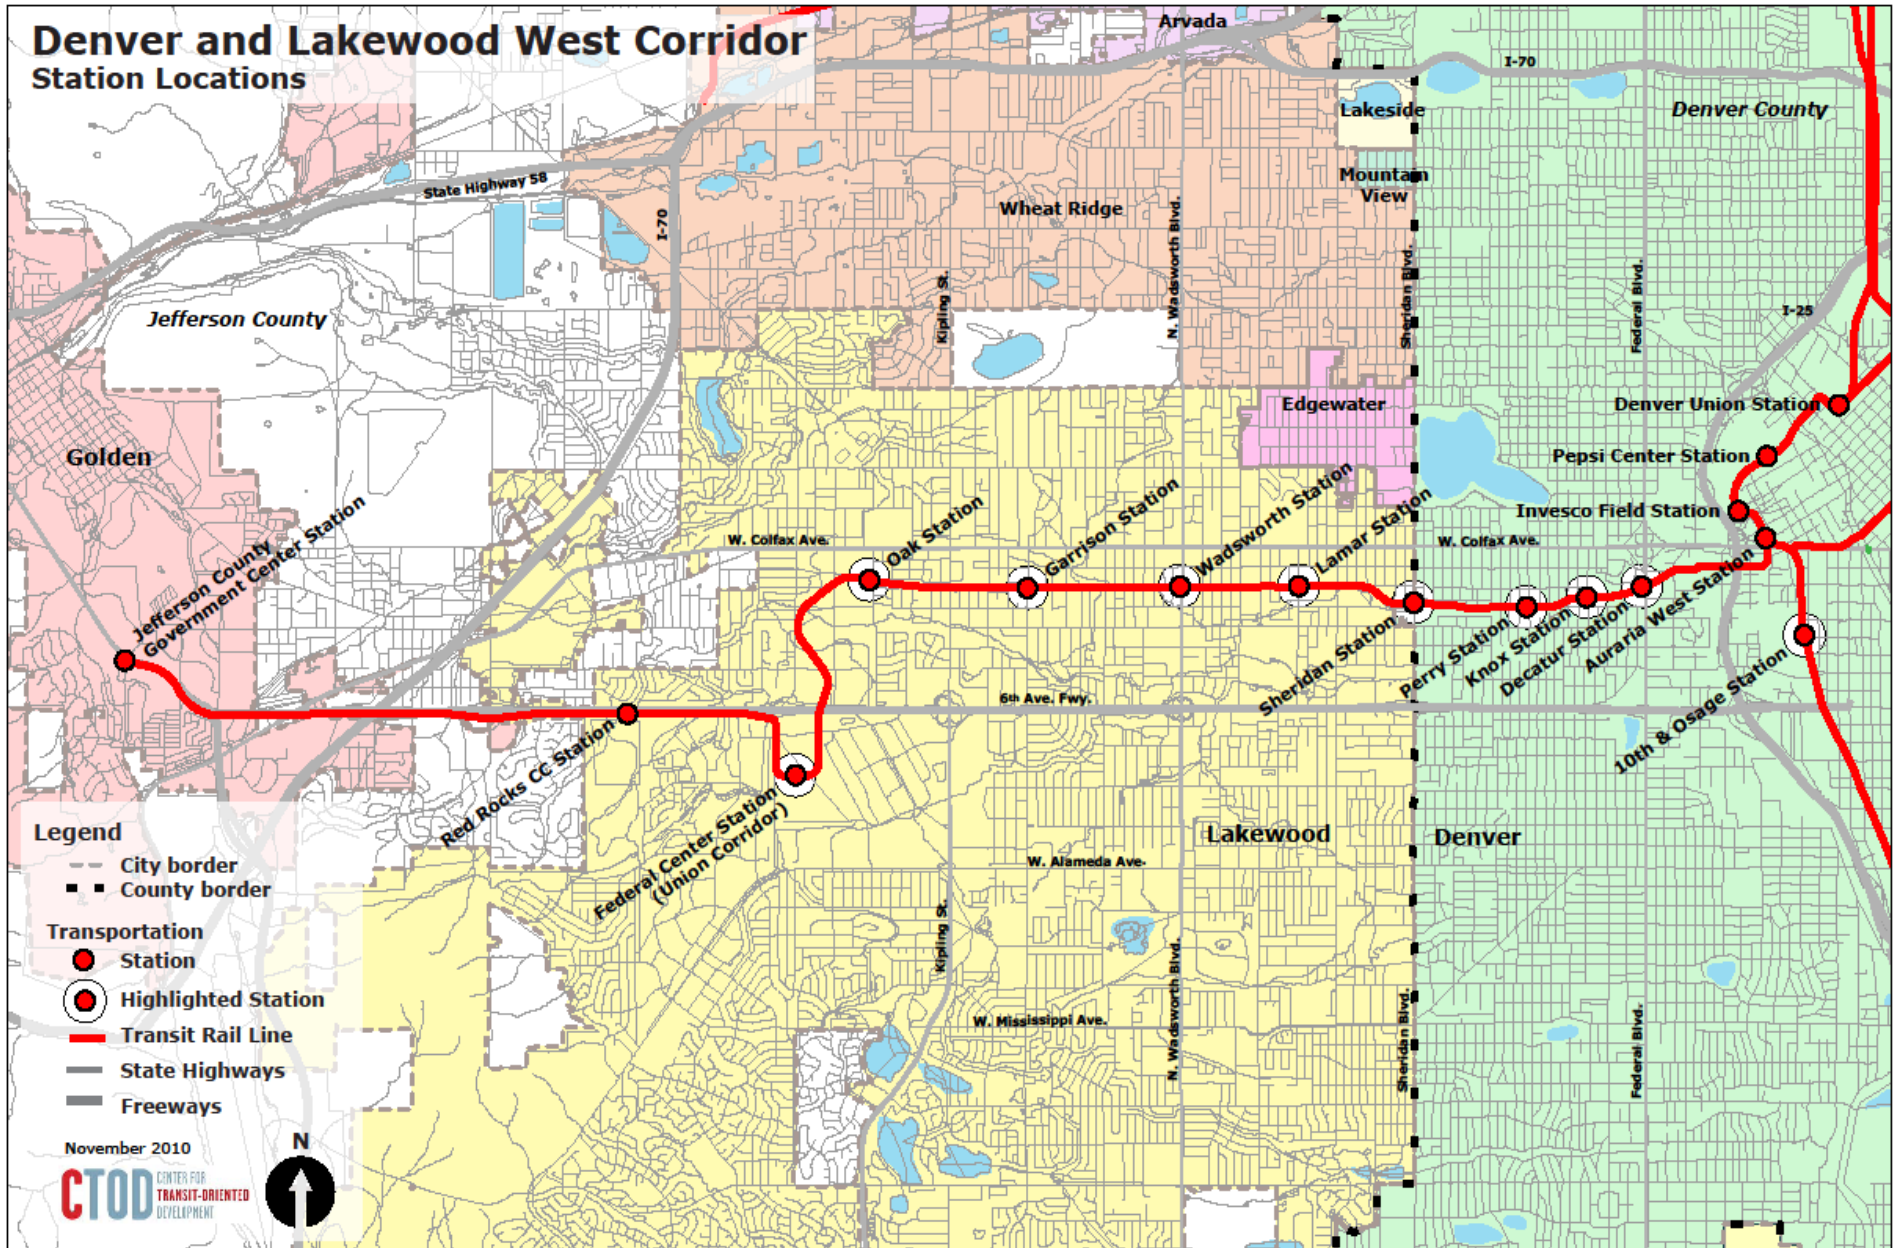 Denver and Lakewood West Corridor
Station Locations
Arvada
I-70
Denver County
Lakeside
Mountain
View
State Highway 58
I-70
Wheat Ridge
Kipling St.
N. Wadsworth Blvd.
Sheridan Blvd.
Federal Blvd.
I-25
Jefferson County
Golden
Edgewater
Denver Union Station
Pepsi Center Station
Invesco Field Station
W. Colfax Ave.
W. Colfax Ave.
Jefferson County
Government Center Station
Oak Station
Garrison Station
Wadsworth Station
Lamar Station
Sheridan Station
Perry Station
Knox Station
Decatur Station
Auraria West Station
10th & Osage Station
6th Ave. Fwy.
Red Rocks CC Station
Federal Center Station
(Union Corridor)
Lakewood
Denver
W. Alameda Ave.
Kipling St.
N. Wadsworth Blvd.
W. Mississippi Ave.
Sheridan Blvd.
Federal Blvd.
Legend
City border
County border
Transportation
Station
Highlighted Station
Transit Rail Line
State Highways
Freeways
November 2010
N
CTOD
CENTER FOR
TRANSIT-ORIENTED
DEVELOPMENT